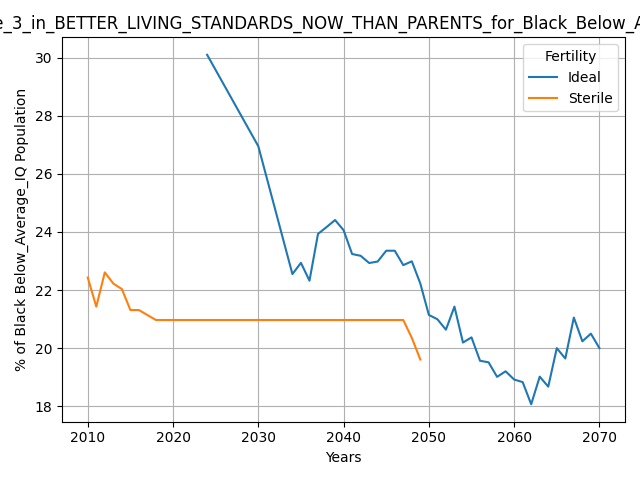 e_3_in_BETTER_LIVING_STANDARDS_NOW_THAN_PARENTS_for_Black_Below_A
30
28
26
24
22
20
18
% of Black Below_Average_IQ Population
Fertility
Ideal
Sterile
2010 2020 2030 2040 2050 2060 2070
Years